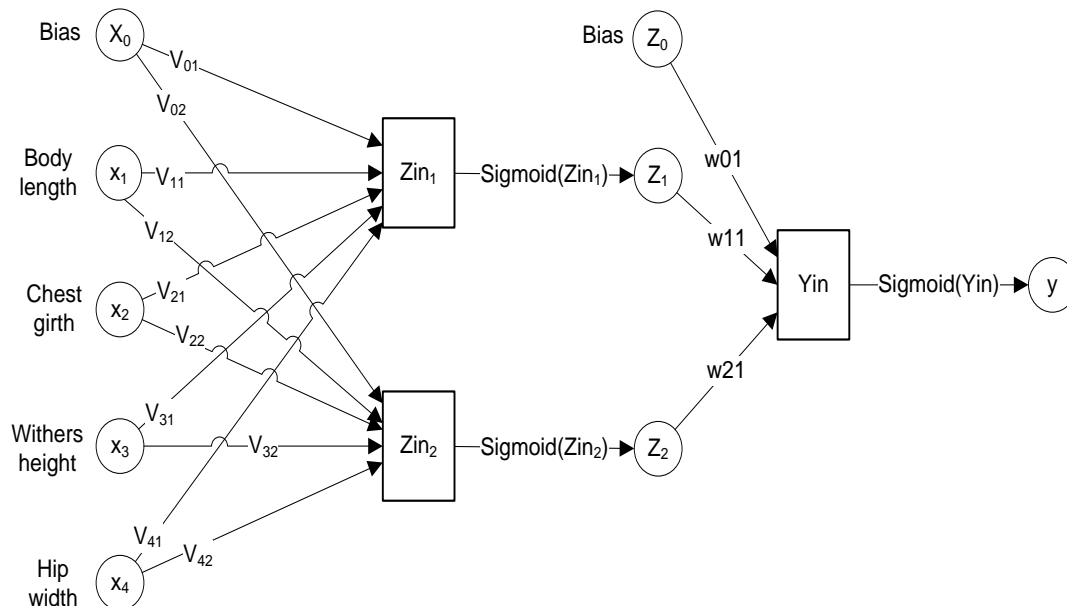 Bias
X₀
V₀₁
V₀₂
Bias
Z₀
Body
length
x₁
V₁₁
V₁₂
Zin₁
Sigmoid(Zin₁)
Z₁
w01
w11
Chest
girth
x₂
V₂₁
V₂₂
Yin
Sigmoid(Yin)
y
w21
Withers
height
x₃
V₃₁
V₃₂
Zin₂
Sigmoid(Zin₂)
Z₂
Hip
width
x₄
V₄₁
V₄₂